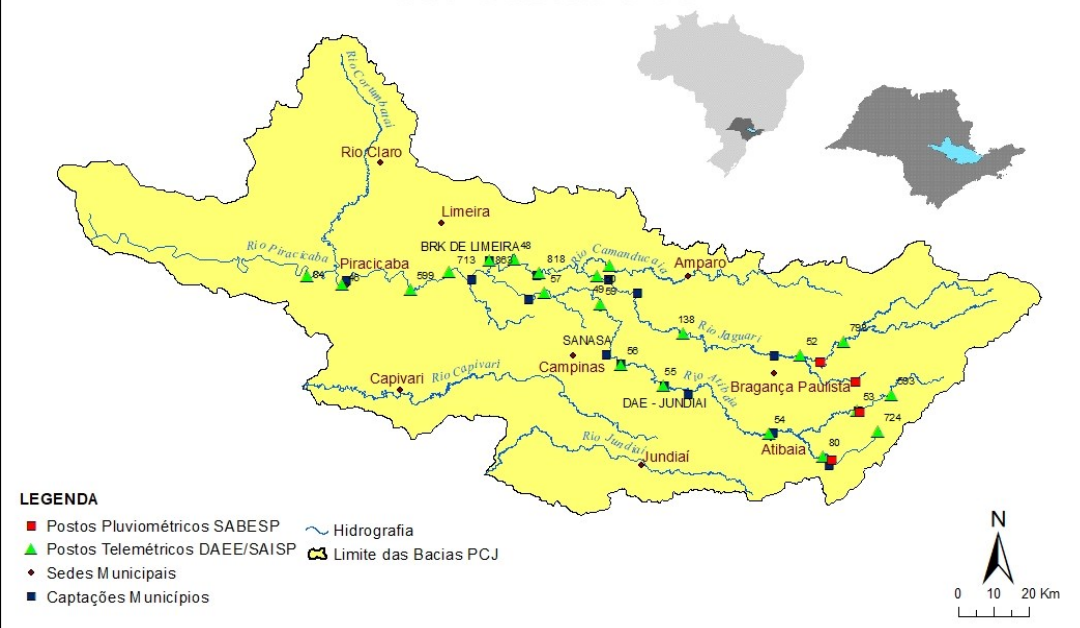 Rio Corumbataí
Rio Claro
Limeira
BRK DE LIMEIRA
48
Rio Camanducaia
Amparo
Rio Piracicaba
Piracicaba
84
599
713
818
57
49
59
138
Rio Jaguari
52
SANASA
Campinas
56
Capivari
Rio Capivari
55
Rio Atibaia
DAE - JUNDIAÍ
Bragança Paulista
53
593
724
54
Atibaia
80
Rio Jundiaí
Jundiaí
LEGENDA
Postos Pluviométricos SABESP
Postos Telemétricos DAEE/SAISP
Sedes Municipais
Captações Municípios
Hidrografia
Limite das Bacias PCJ
N
0 10 20 Km